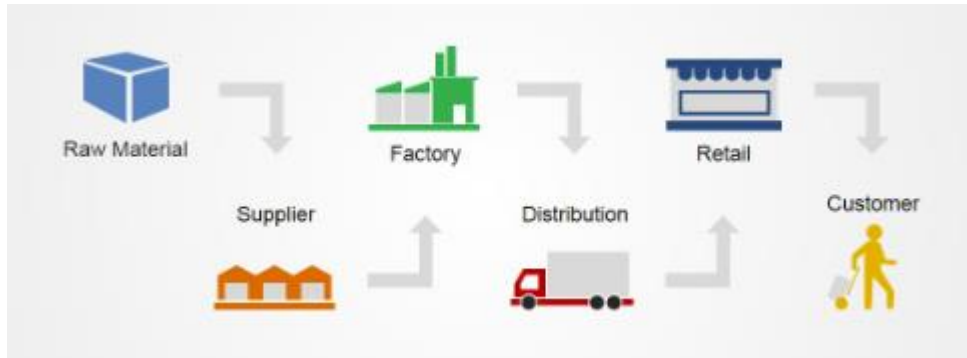 Raw Material
Supplier
Factory
Distribution
Retail
Customer